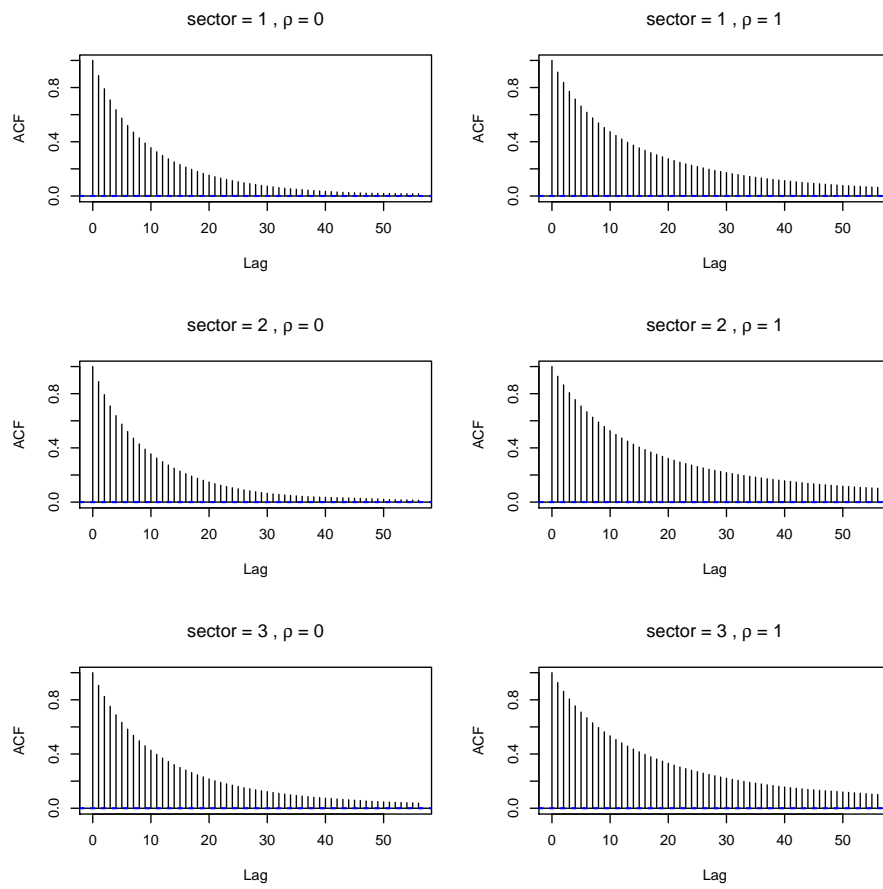 sector = 1 , ρ = 0
ACF
0.0 0.4 0.8
0 10 20 30 40 50
Lag
sector = 1 , ρ = 1
ACF
0.0 0.4 0.8
0 10 20 30 40 50
Lag
sector = 2 , ρ = 0
ACF
0.0 0.4 0.8
0 10 20 30 40 50
Lag
sector = 2 , ρ = 1
ACF
0.0 0.4 0.8
0 10 20 30 40 50
Lag
sector = 3 , ρ = 0
ACF
0.0 0.4 0.8
0 10 20 30 40 50
Lag
sector = 3 , ρ = 1
ACF
0.0 0.4 0.8
0 10 20 30 40 50
Lag